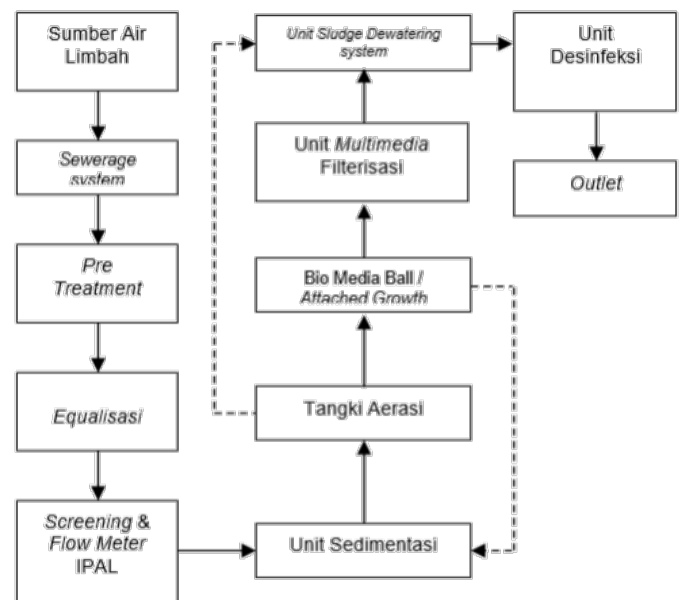 Sumber Air
Limbah
Sewerage
system
Pre
Treatment
Equalisasi
Screening &
Flow Meter
IPAL
Unit Sedimentasi
Tangki Aerasi
Bio Media Ball /
Attached Growth
Unit Multimedia
Filterisasi
Unit Sludge Dewatering
system
Unit
Desinfeksi
Outlet